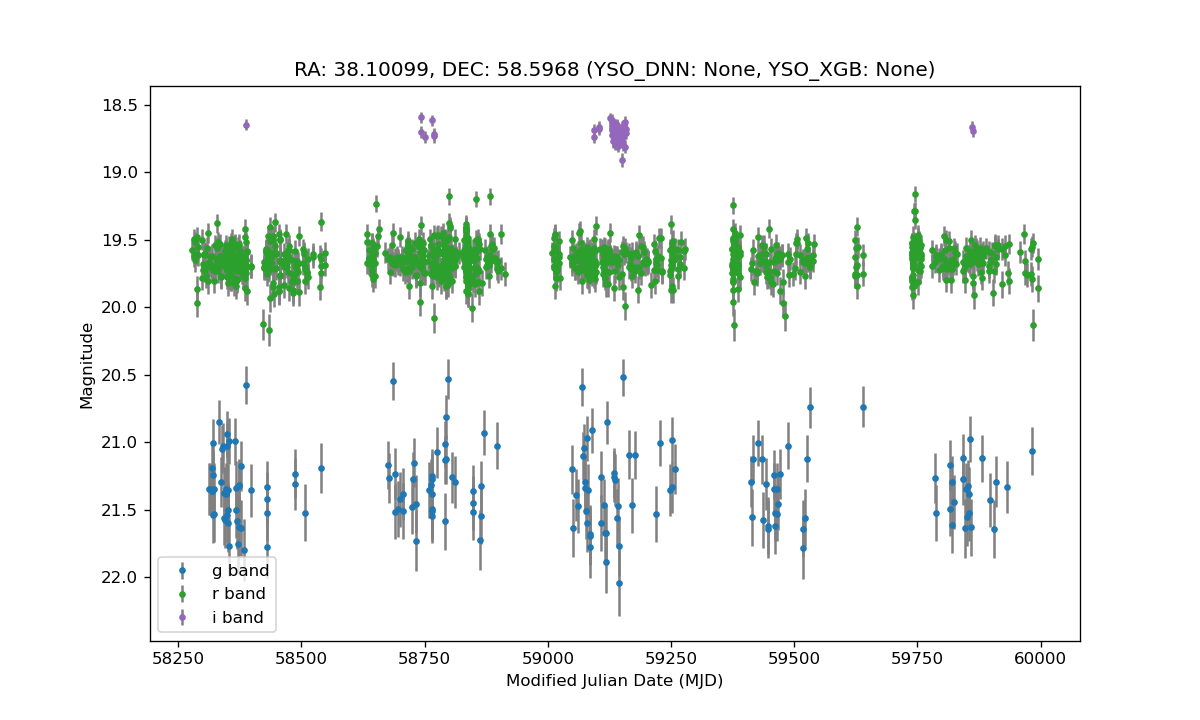 RA: 38.10099, DEC: 58.5968 (YSO_DNN: None, YSO_XGB: None)
18.5
19.0
19.5
20.0
20.5
21.0
21.5
22.0
Magnitude
g band
r band
i band
58250 58500 58750 59000 59250 59500 59750 60000
Modified Julian Date (MJD)